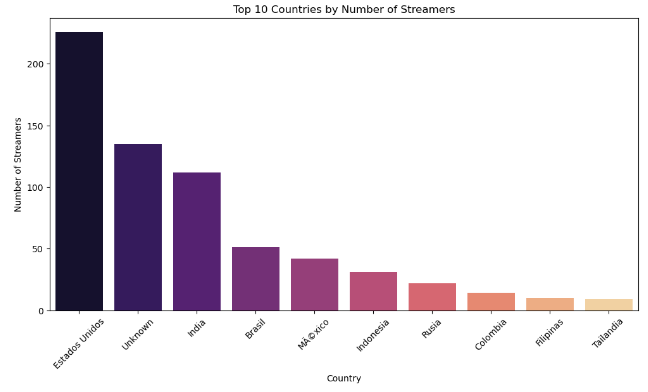 Top 10 Countries by Number of Streamers
Number of Streamers
200
150
100
50
0
Estados Unidos
Unknown
India
Brasil
MÃ©xico
Indonesia
Rusia
Colombia
Filipinas
Tailandia
Country